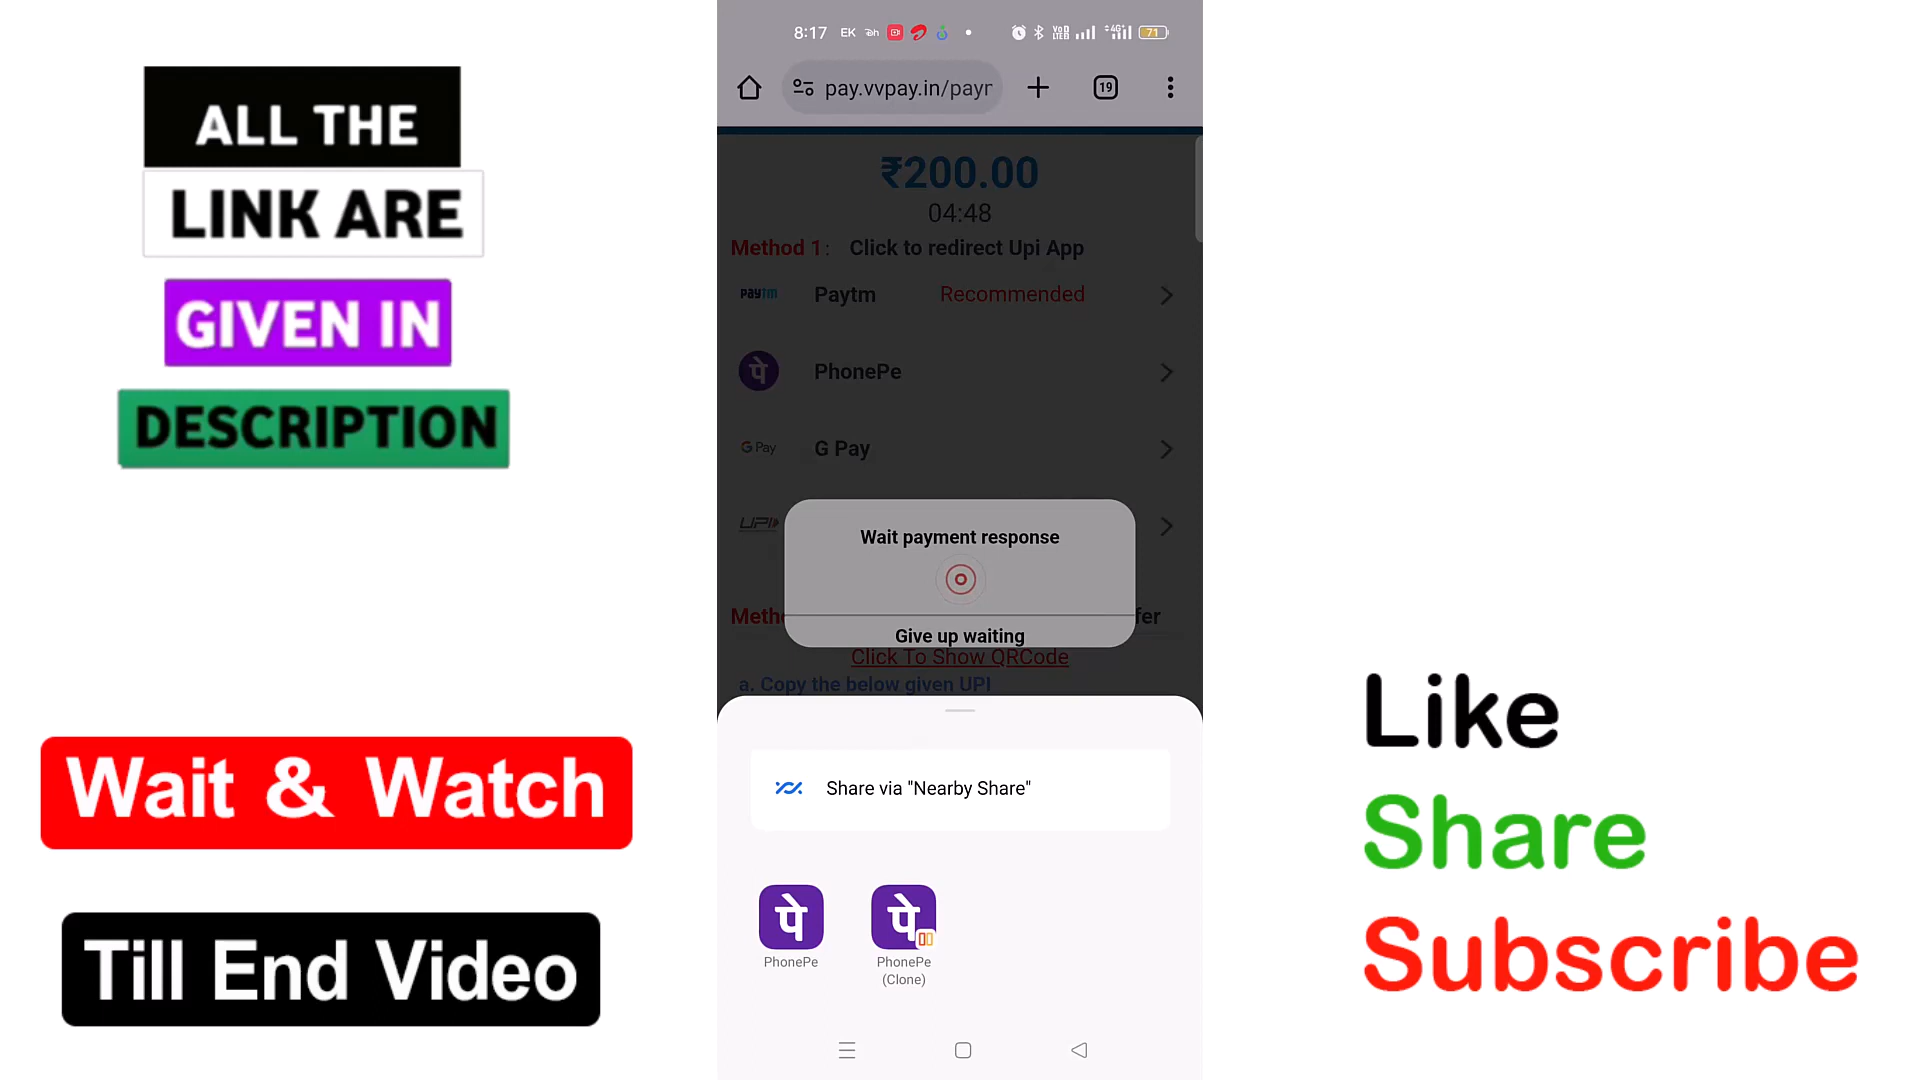 ALL THE
LINK ARE
GIVEN IN
DESCRIPTION
Wait & Watch
Till End Video
8:17
EK
4G
71
pay.vvpay.in/payr
19
₹200.00
04:48
Method 1: Click to redirect Upi App
Paytm
Paytm
Recommended
पे
PhonePe
G Pay
G Pay
UPI
Wait payment response
Give up waiting
Meth
fer
Click To Show QRCode
a. Copy the below given UPI
Share via "Nearby Share"
पे
पे
PhonePe
PhonePe
(Clone)
Like
Share
Subscribe